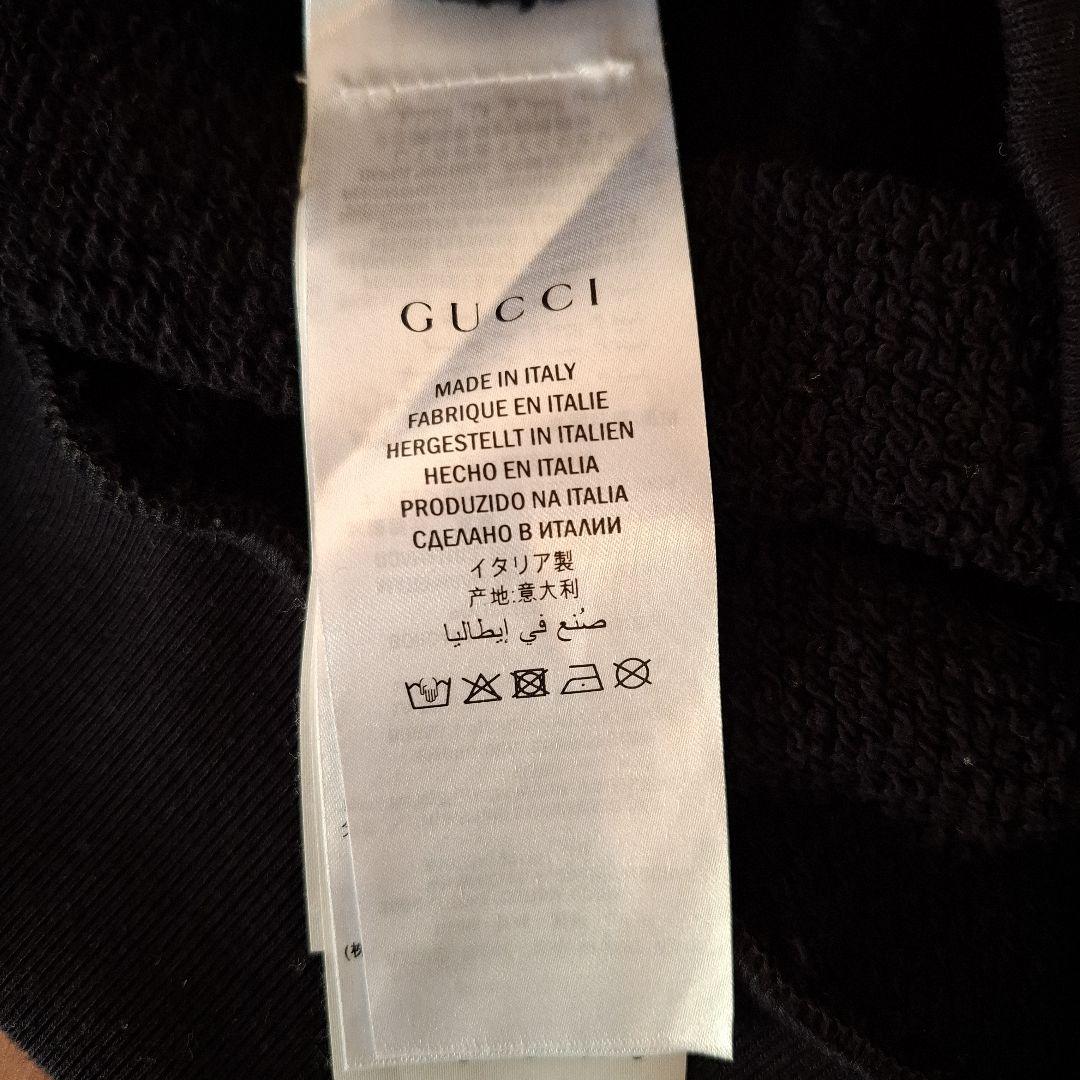 GUCCI
MADE IN ITALY
FABRIQUE EN ITALIE
HERGESTELLT IN ITALIEN
HECHO EN ITALIA
PRODUZIDO NA ITALIA
СДЕЛАНО В ИТАЛИИ
イタリア製
产地:意大利
صُنع في إيطاليا